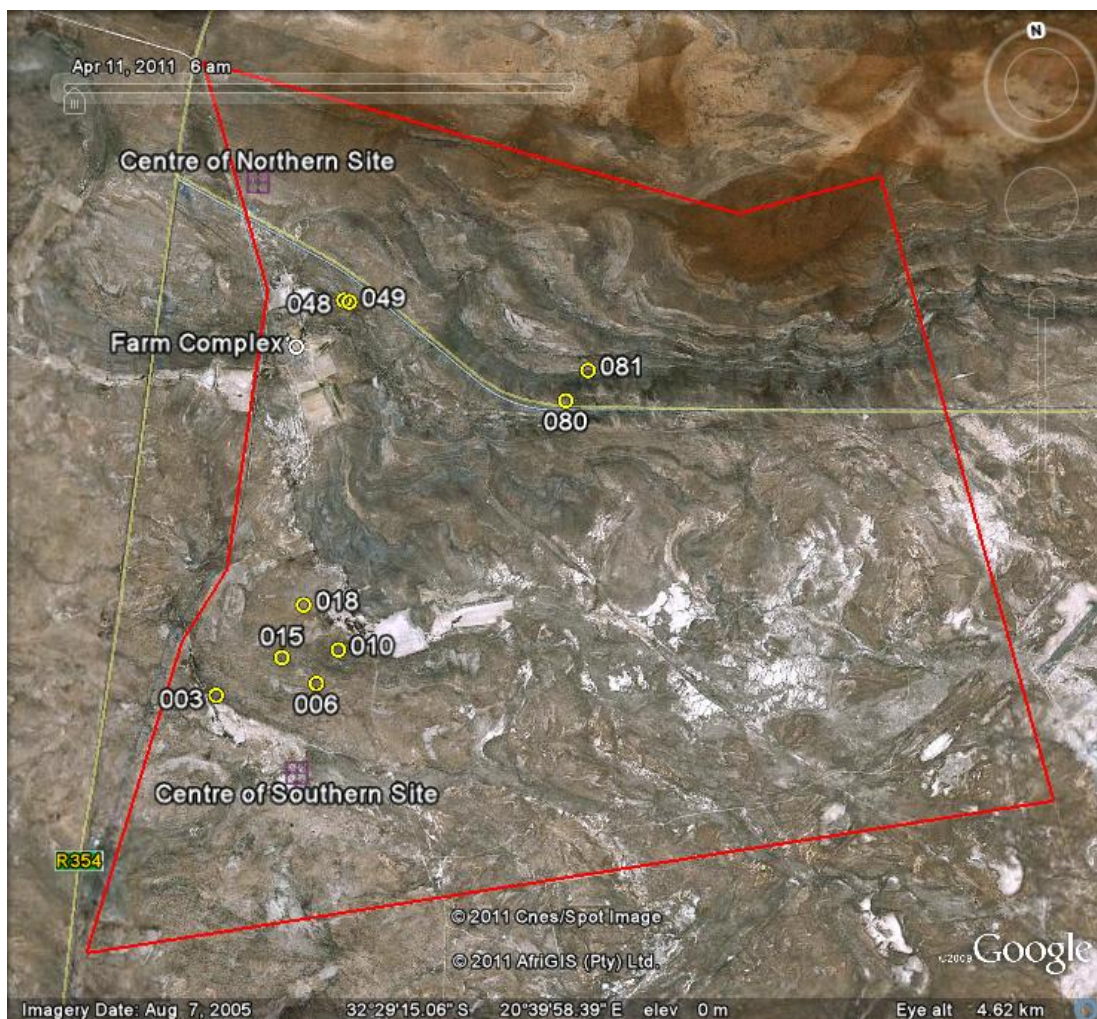 N
Apr 11, 2011 6 am
Centre of Northern Site
048
049
Farm Complex
081
080
018
015
010
003
006
Centre of Southern Site
R354
© 2011 Cnes/Spot Image
© 2011 AfriGIS (Pty) Ltd.
©2009 Google
Imagery Date: Aug 7, 2005 32°29'15.06" S 20°39'58.39" E elev 0 m Eye alt 4.62 km